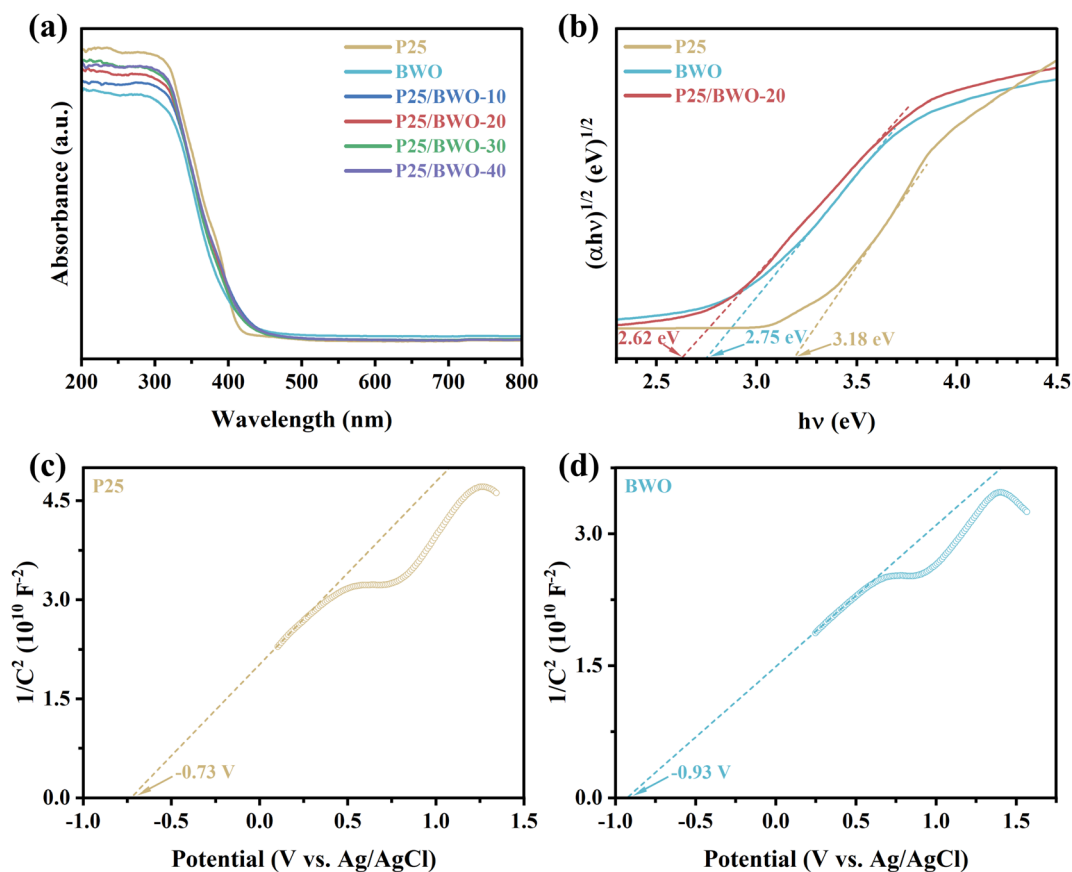 (a)
P25
BWO
P25/BWO-10
P25/BWO-20
P25/BWO-30
P25/BWO-40
Absorbance (a.u.)
200 300 400 500 600 700 800
Wavelength (nm)
(b)
P25
BWO
P25/BWO-20
(αhν)^1/2 (eV)^1/2
2.62 eV
2.75 eV
3.18 eV
2.5 3.0 3.5 4.0 4.5
hν (eV)
(c)
P25
1/C² (10¹⁰ F⁻²)
4.5
3.0
1.5
0.0
-0.73 V
-1.0 -0.5 0.0 0.5 1.0 1.5
Potential (V vs. Ag/AgCl)
(d)
BWO
1/C² (10¹⁰ F⁻²)
3.0
1.5
0.0
-0.93 V
-1.0 -0.5 0.0 0.5 1.0 1.5
Potential (V vs. Ag/AgCl)